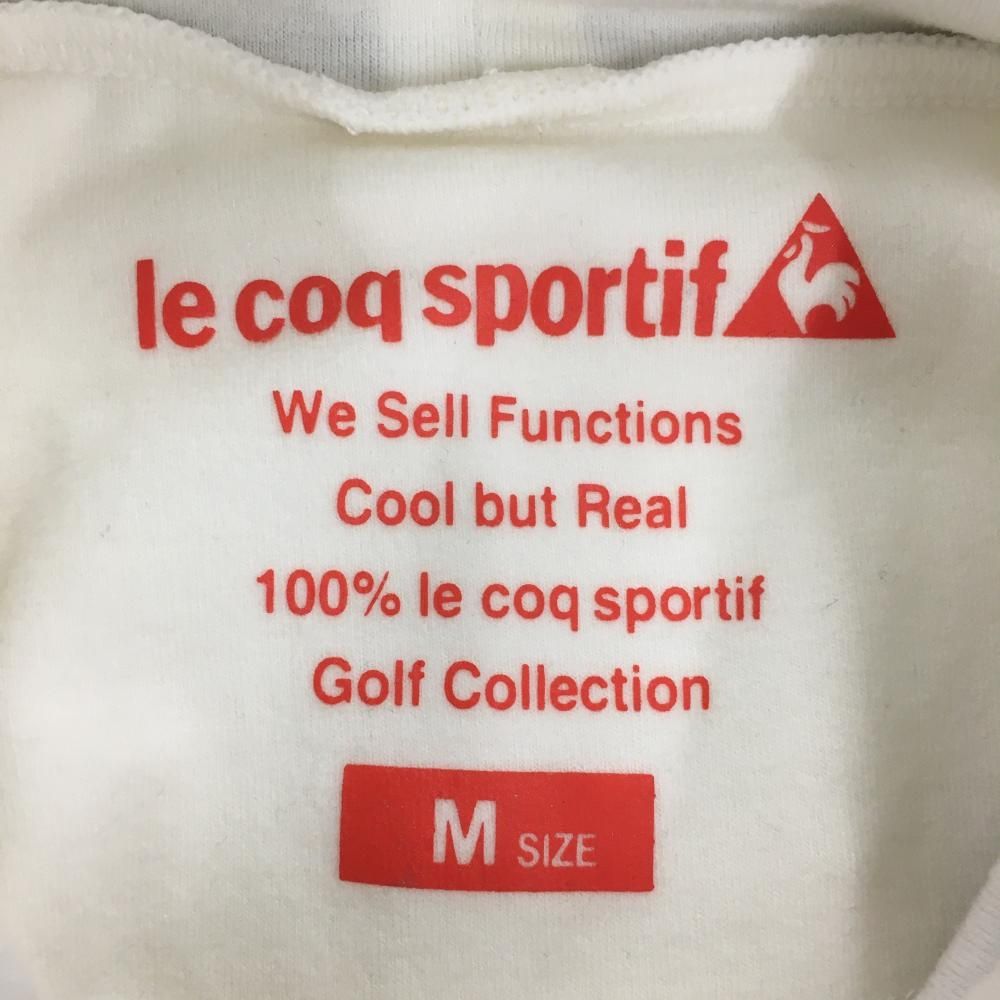 le coq sportif
We Sell Functions
Cool but Real
100% le coq sportif
Golf Collection
M SIZE